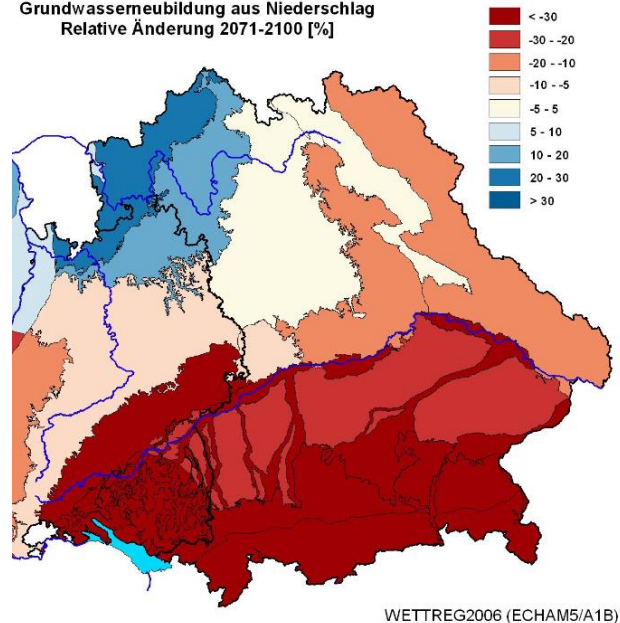 Grundwasserneubildung aus Niederschlag
Relative Änderung 2071-2100 [%]
< -30
-30 - -20
-20 - -10
-10 - -5
-5 - 5
5 - 10
10 - 20
20 - 30
> 30
WETTREG2006 (ECHAM5/A1B)